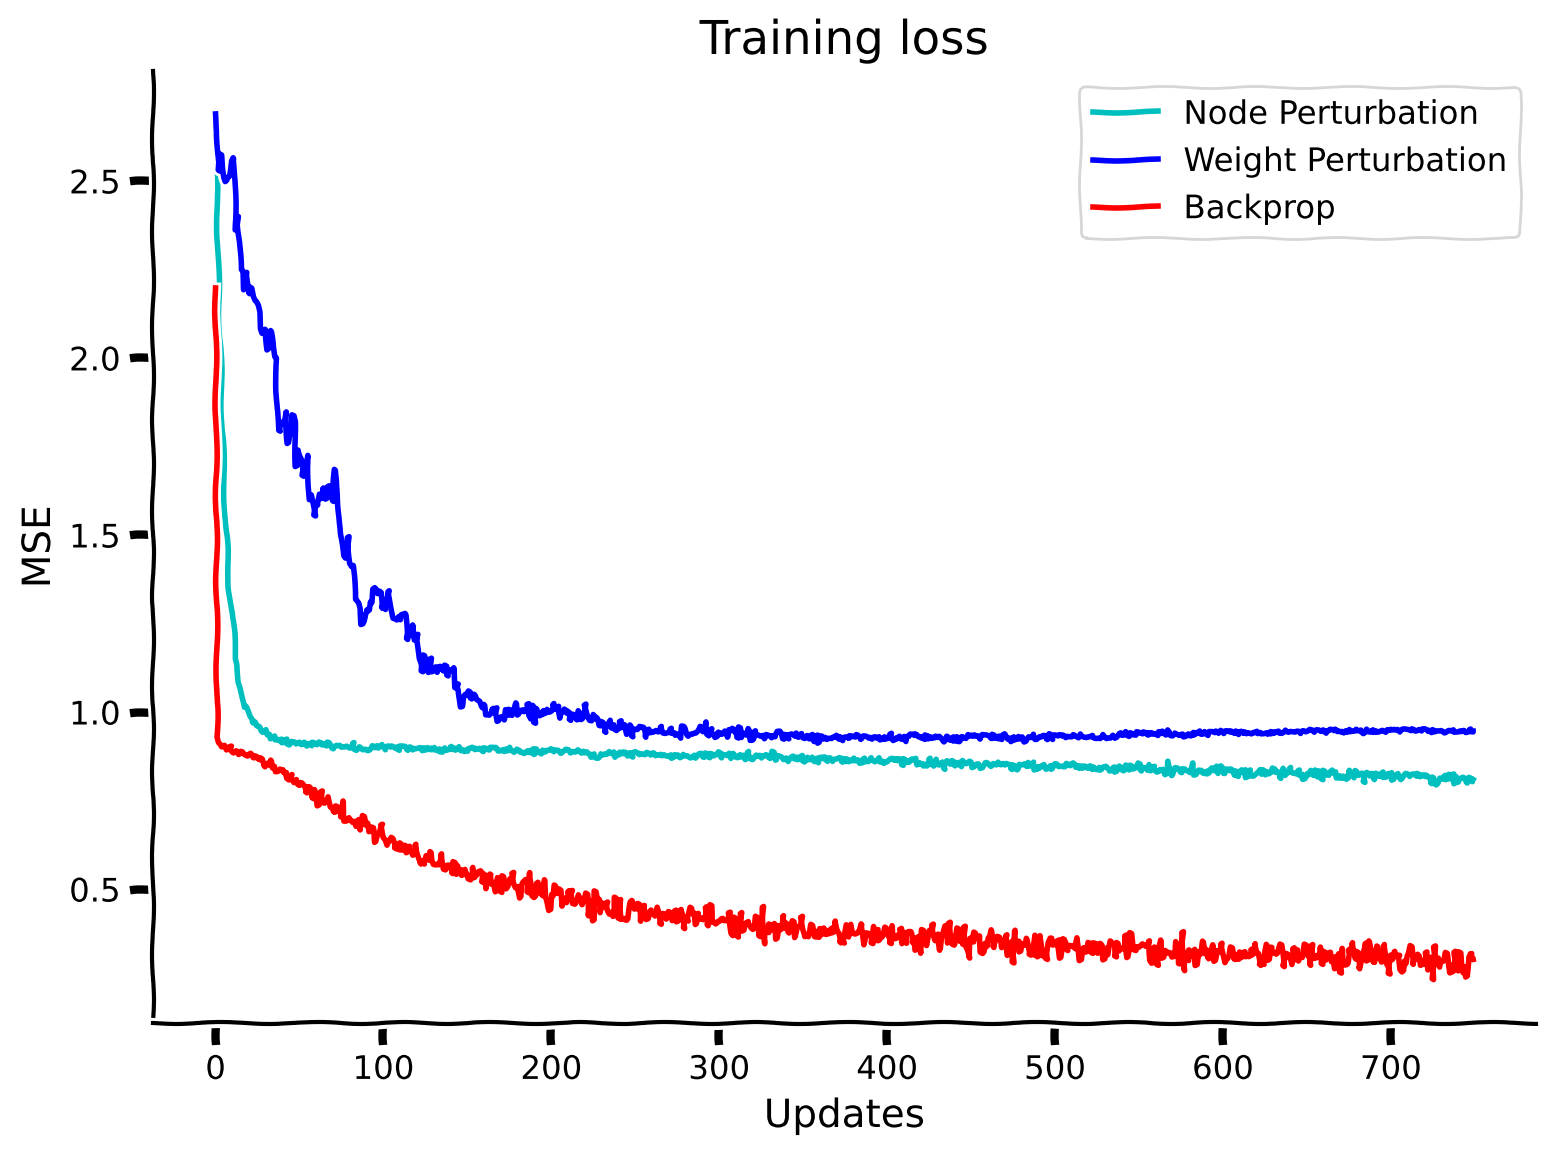 Training loss
Node Perturbation
Weight Perturbation
Backprop
MSE
2.5
2.0
1.5
1.0
0.5
0 100 200 300 400 500 600 700
Updates